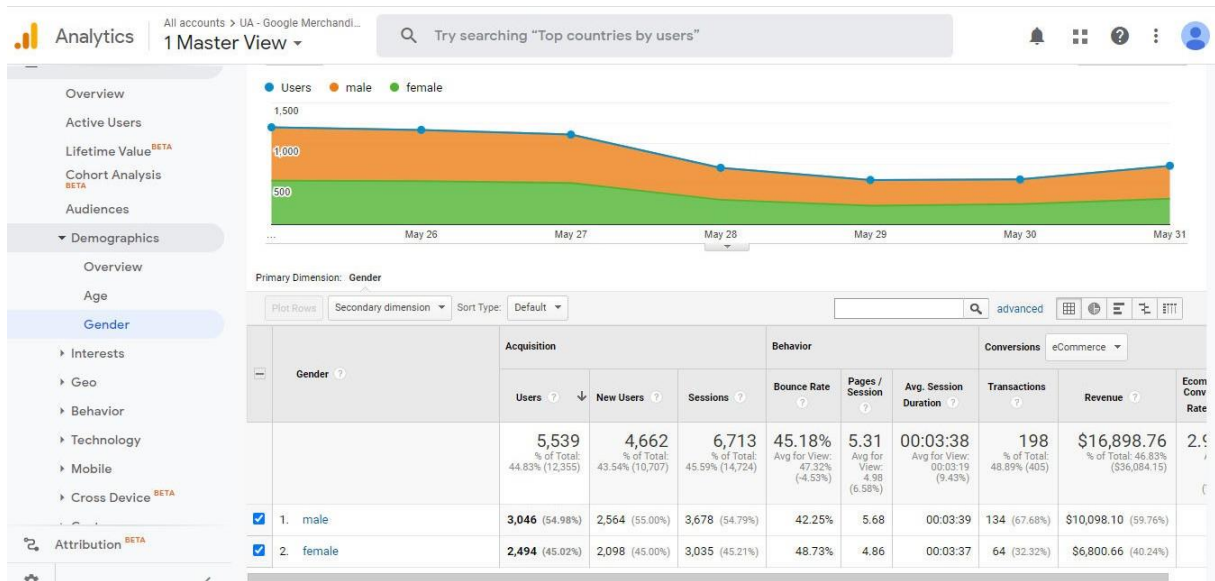 All accounts > UA - Google Merchandi...
Analytics
1 Master View
Try searching “Top countries by users”
Overview
Active Users
Lifetime Value BETA
Cohort Analysis
BETA
Audiences
Demographics
Overview
Age
Gender
Interests
Geo
Behavior
Technology
Mobile
Cross Device BETA
Attribution BETA
Users male female
1,500
1,000
500
... May 26 May 27 May 28 May 29 May 30 May 31
Primary Dimension: Gender
Plot Rows Secondary dimension Sort Type: Default advanced
Gender ?
Acquisition Behavior Conversions eCommerce
Users ? New Users ? Sessions ? Bounce Rate ? Pages / Session ? Avg. Session Duration ? Transactions ? Revenue ? Ecom Conv Rate
5,539 4,662 6,713 45.18% 5.31 00:03:38 198 $16,898.76
% of Total: 44.83% (12,355)
% of Total: 43.54% (10,707)
% of Total: 45.59% (14,724)
Avg for View: 47.32% (-4.53%)
Avg for View: 4.98 (6.58%)
Avg for View: 00:03:19 (9.43%)
% of Total: 48.89% (405)
% of Total: 46.83% ($36,084.15)
1. male 3,046 (54.98%) 2,564 (55.00%) 3,678 (54.79%) 42.25% 5.68 00:03:39 134 (67.68%) $10,098.10 (59.76%)
2. female 2,494 (45.02%) 2,098 (45.00%) 3,035 (45.21%) 48.73% 4.86 00:03:37 64 (32.32%) $6,800.66 (40.24%)